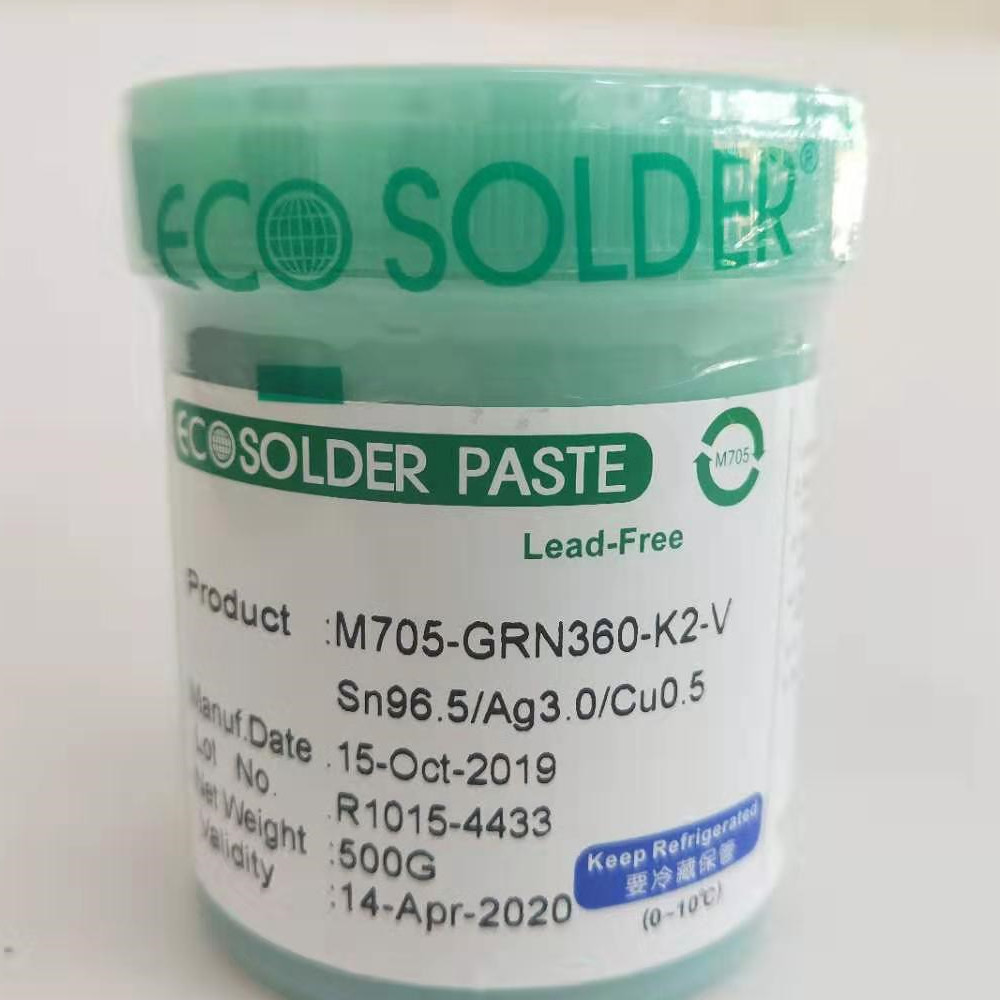 ECO SOLDER®
ECO SOLDER PASTE
M705
Lead-Free
Product :M705-GRN360-K2-V
Sn96.5/Ag3.0/Cu0.5
Manuf.Date :15-Oct-2019
Lot No. :R1015-4433
Net Weight :500G
Validity :14-Apr-2020
Keep Refrigerated
要冷藏保管
(0~10℃)